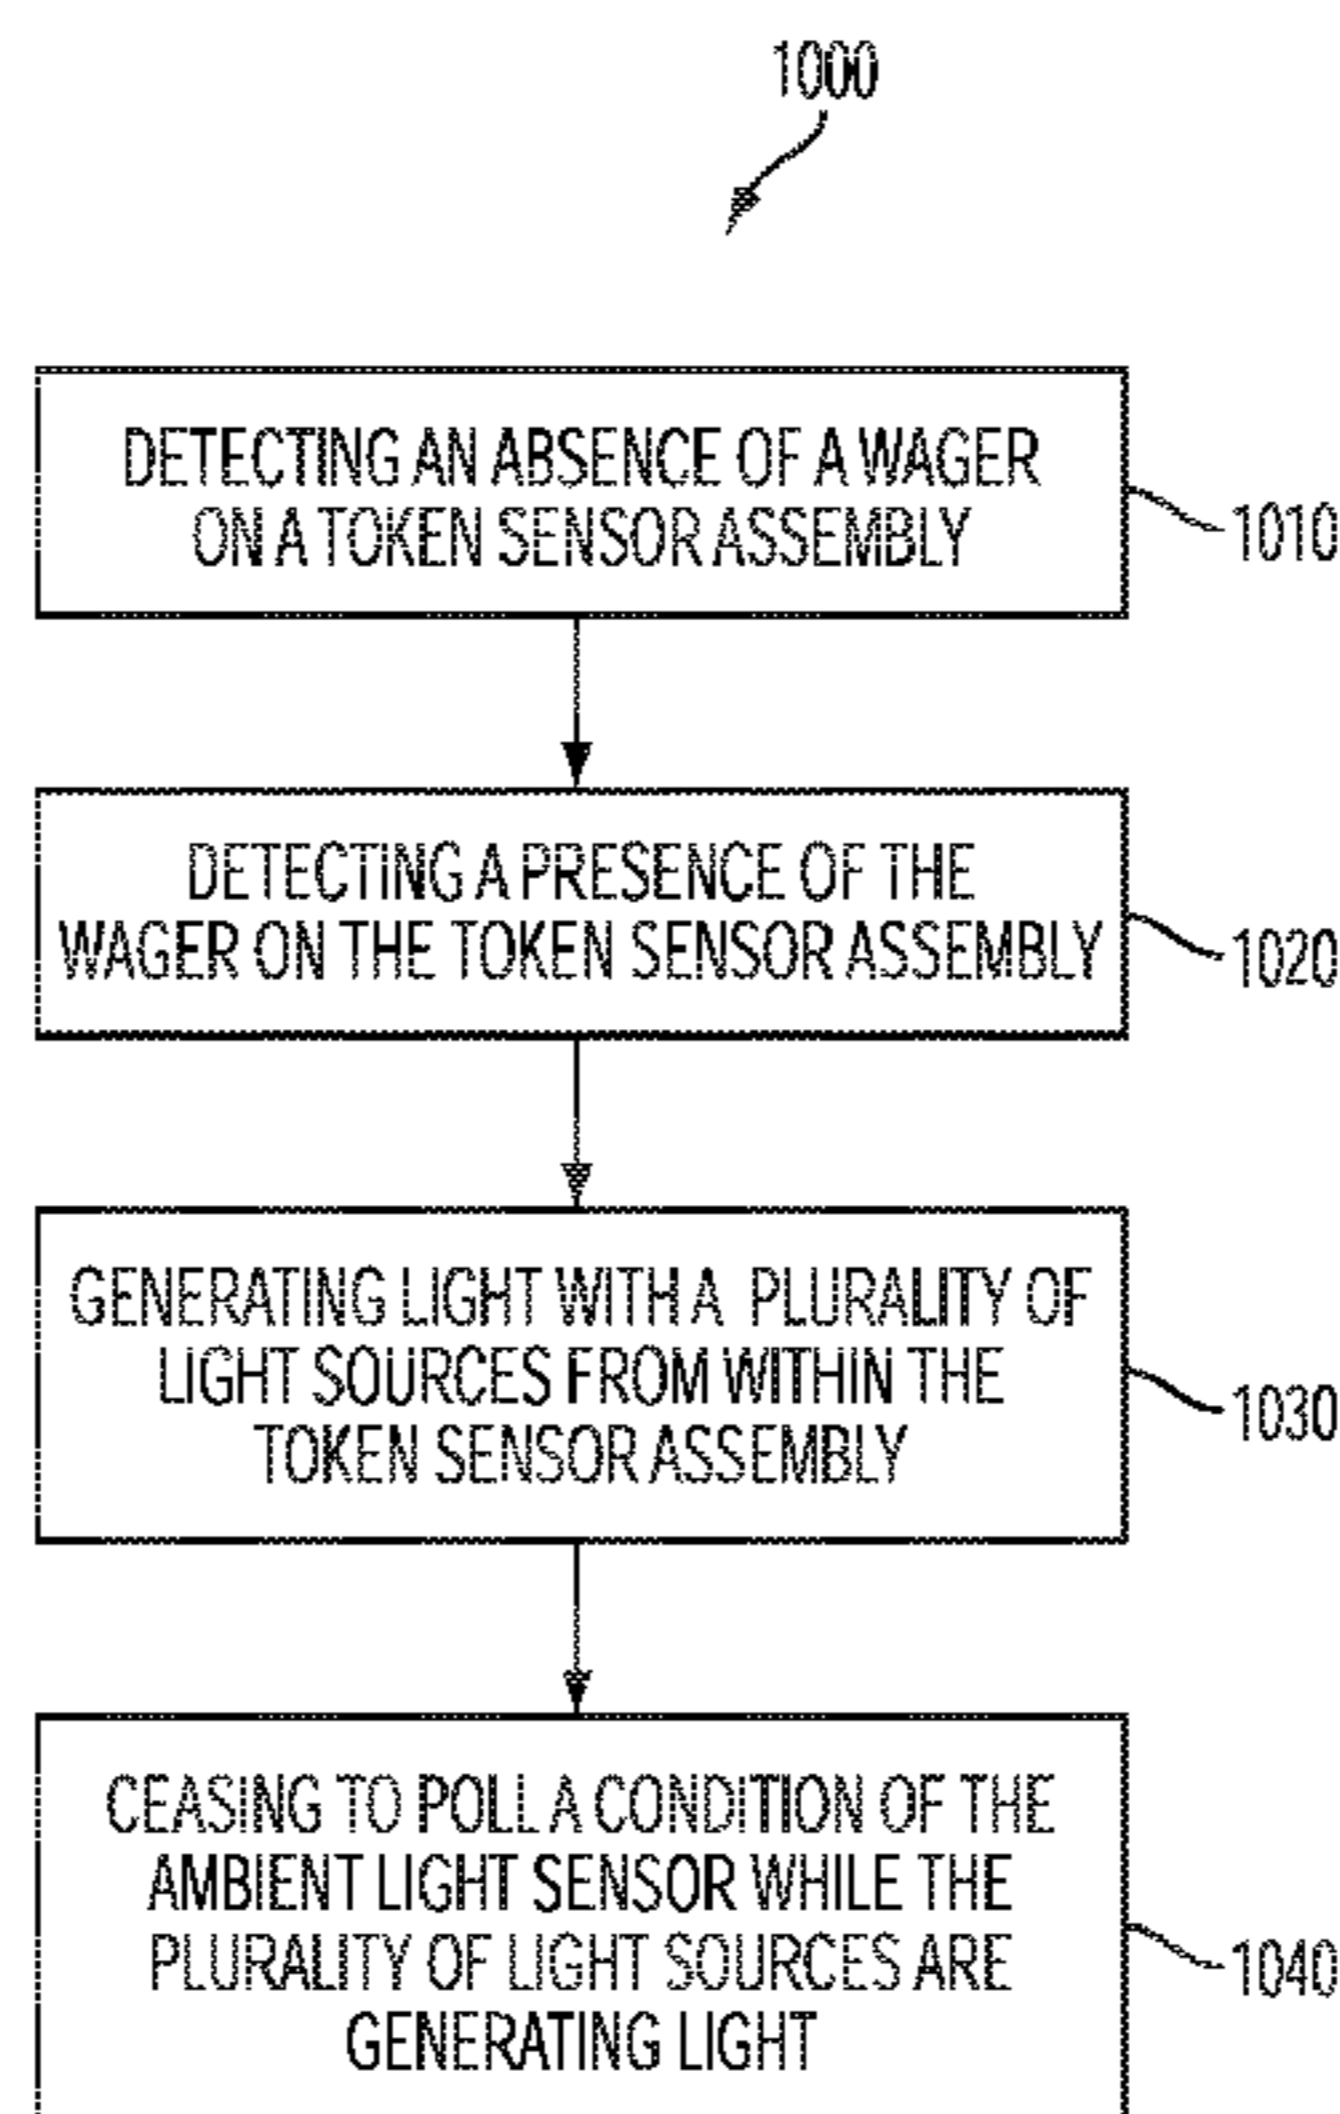 1000
DETECTING AN ABSENCE OF A WAGER
ON A TOKEN SENSOR ASSEMBLY
1010
DETECTING A PRESENCE OF THE
WAGER ON THE TOKEN SENSOR ASSEMBLY
1020
GENERATING LIGHT WITH A PLURALITY OF
LIGHT SOURCES FROM WITHIN THE
TOKEN SENSOR ASSEMBLY
1030
CEASING TO POLL A CONDITION OF THE
AMBIENT LIGHT SENSOR WHILE THE
PLURALITY OF LIGHT SOURCES ARE
GENERATING LIGHT
1040